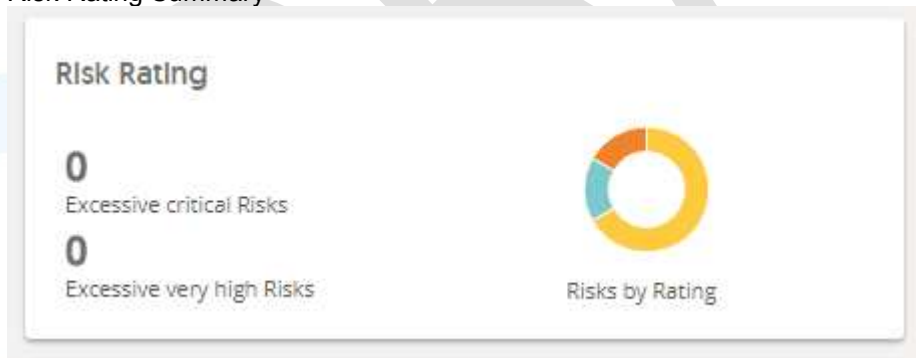 Risk Rating Summary
Risk Rating
0
Excessive critical Risks
0
Excessive very high Risks
Risks by Rating